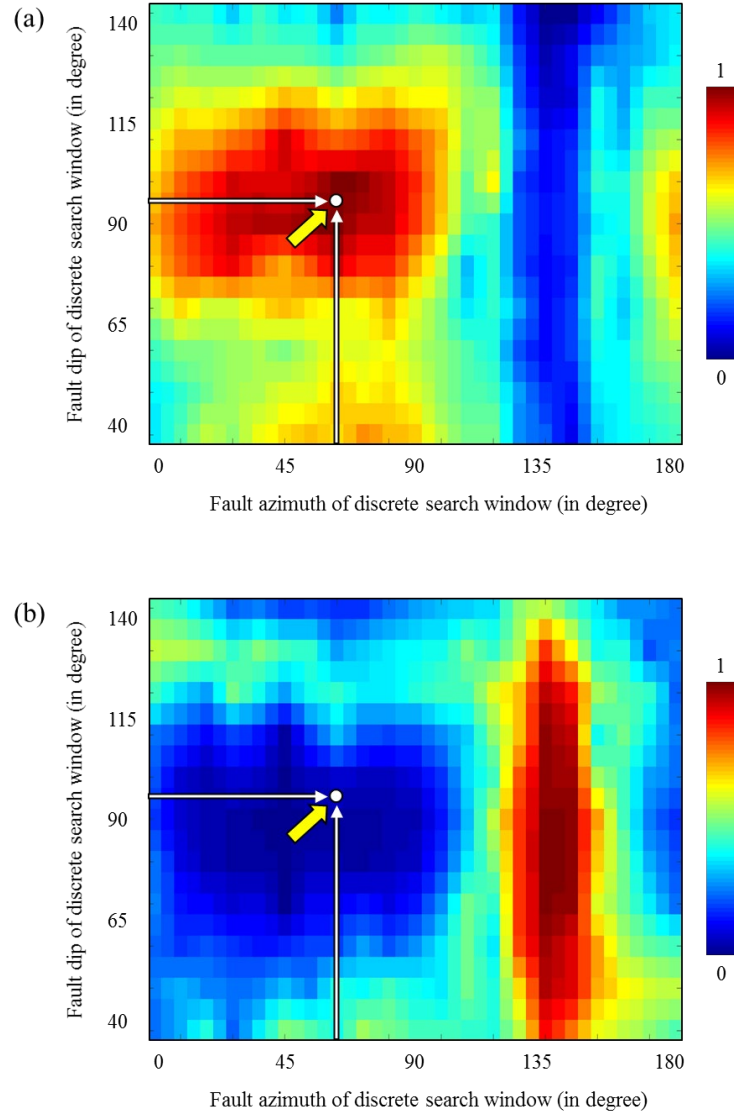 (a)
Fault dip of discrete search window (in degree)
140
115
90
65
40
0 45 90 135 180
Fault azimuth of discrete search window (in degree)
1
0
(b)
Fault dip of discrete search window (in degree)
140
115
90
65
40
0 45 90 135 180
Fault azimuth of discrete search window (in degree)
1
0